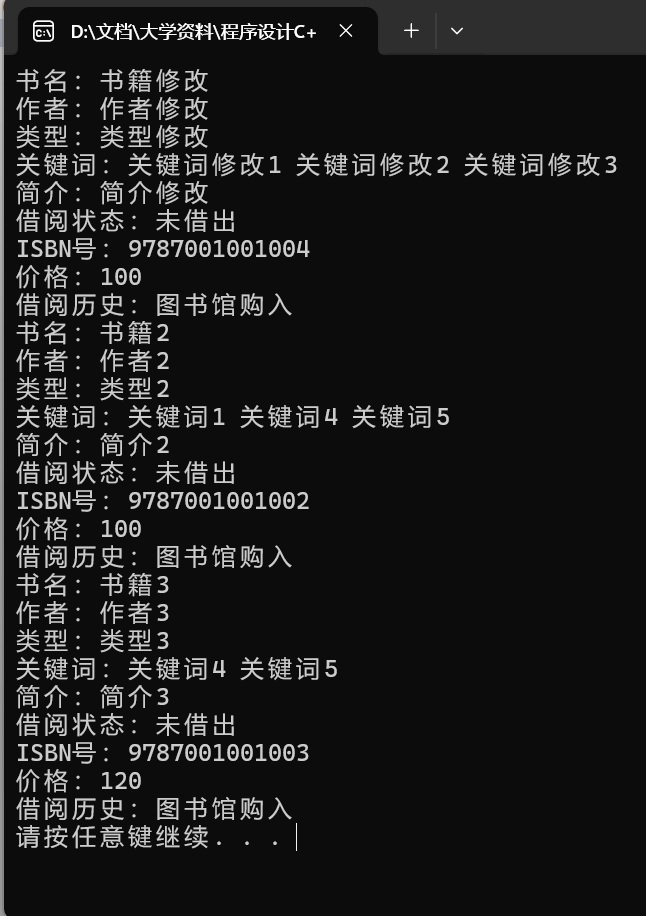 D:\文档\大学资料\程序设计C+
书名：书籍修改
作者：作者修改
类型：类型修改
关键词：关键词修改1 关键词修改2 关键词修改3
简介：简介修改
借阅状态：未借出
ISBN号：9787001001004
价格：100
借阅历史：图书馆购入
书名：书籍2
作者：作者2
类型：类型2
关键词：关键词1 关键词4 关键词5
简介：简介2
借阅状态：未借出
ISBN号：9787001001002
价格：100
借阅历史：图书馆购入
书名：书籍3
作者：作者3
类型：类型3
关键词：关键词4 关键词5
简介：简介3
借阅状态：未借出
ISBN号：9787001001003
价格：120
借阅历史：图书馆购入
请按任意键继续. . .